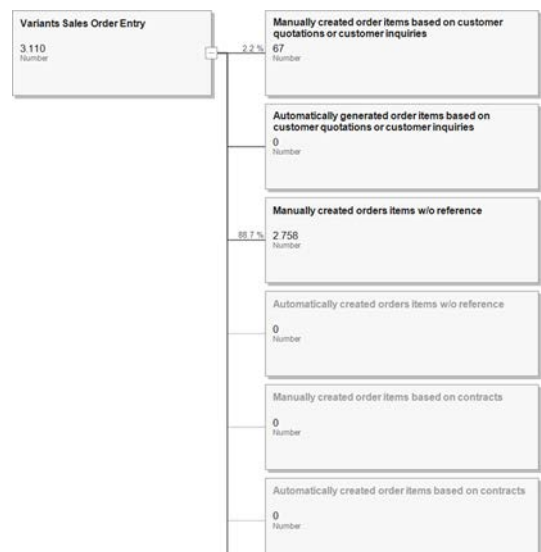 Variants Sales Order Entry
3.110
Number
Manually created order items based on customer
quotations or customer inquiries
2.2 %
67
Number
Automatically generated order items based on
customer quotations or customer inquiries
0
Number
Manually created orders items w/o reference
88.7 %
2.758
Number
Automatically created orders items w/o reference
0
Number
Manually created order items based on contracts
0
Number
Automatically created order items based on contracts
0
Number